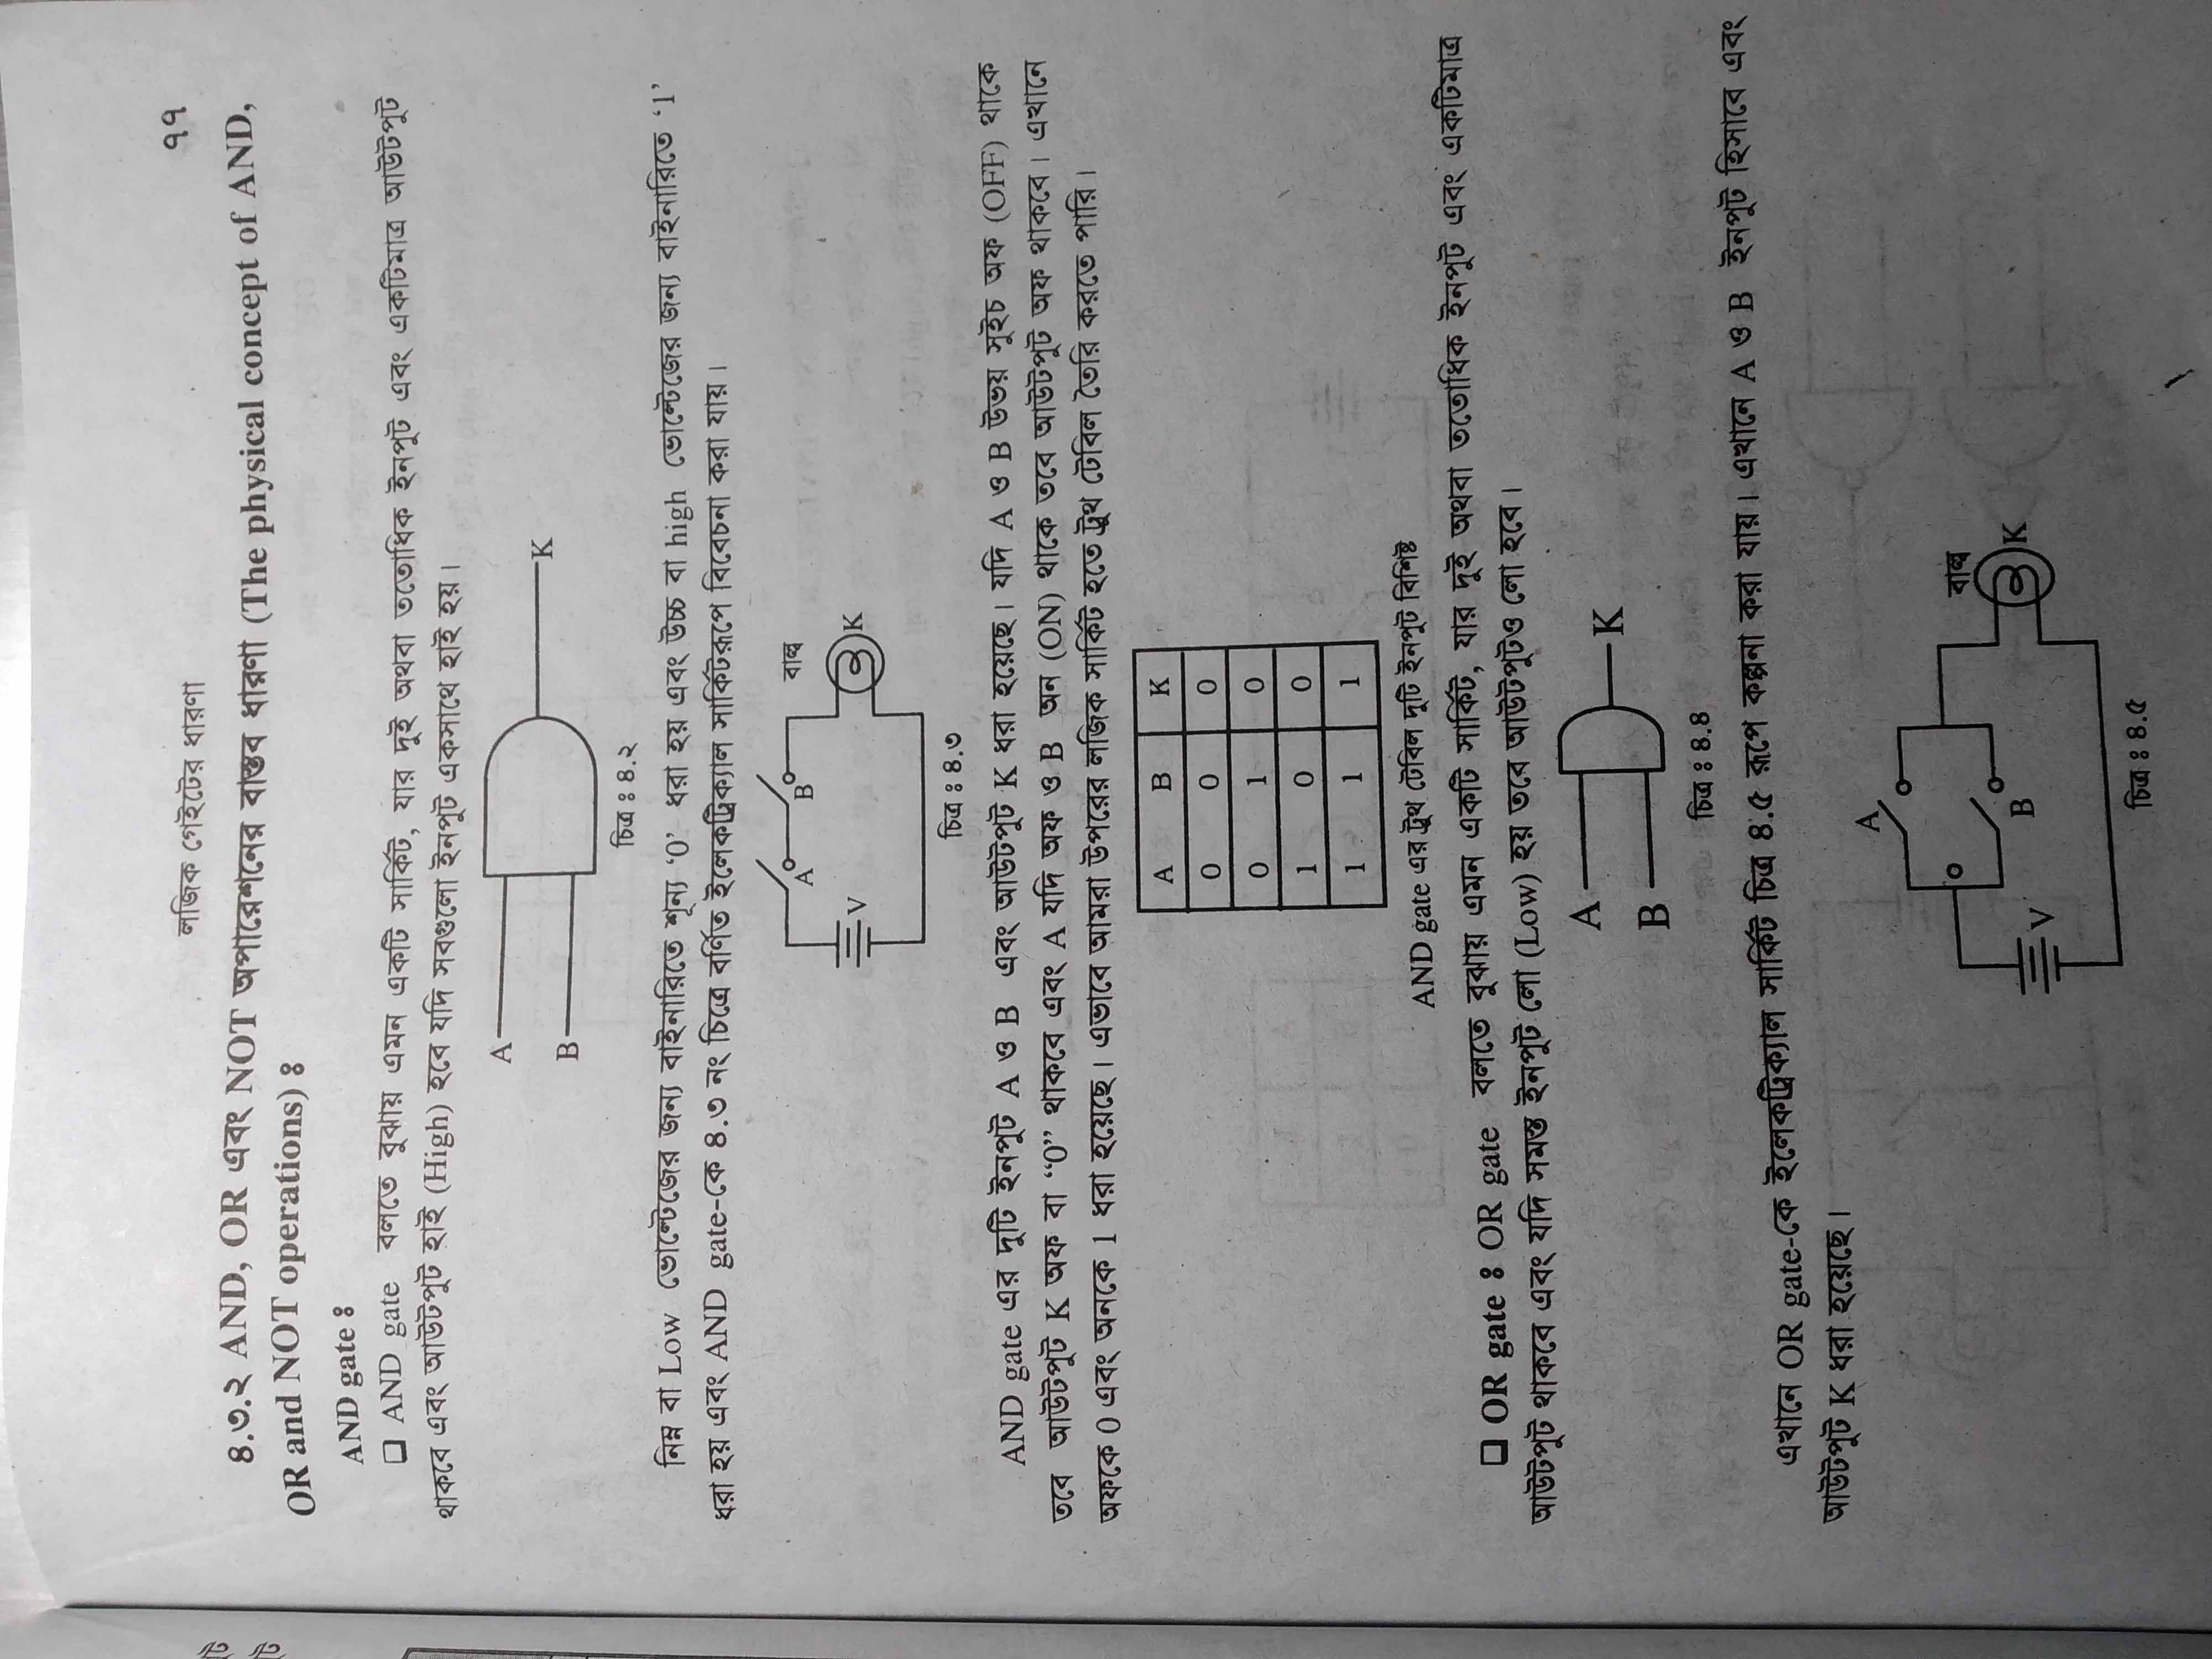 লজিক গেইটের ধারণা
৭৭
৪.৩.২ AND, OR এবং NOT অপারেশনের বাস্তব ধারণা (The physical concept of AND,
OR and NOT operations) ঃ
AND gate ঃ
❑ AND gate বলতে বুঝায় এমন একটি সার্কিট, যার দুই অথবা ততোধিক ইনপুট এবং একটিমাত্র আউটপুট
থাকবে এবং আউটপুট হাই (High) হবে যদি সবগুলো ইনপুট একসাথে হাই হয়।
A
K
B
চিত্র ঃ ৪.২
নিম্ন বা Low ভোল্টেজের জন্য বাইনারিতে শূন্য ‘0’ ধরা হয় এবং উচ্চ বা high ভোল্টেজের জন্য বাইনারিতে ‘1’
ধরা হয় এবং AND gate-কে ৪.৩ নং চিত্রে বর্ণিত ইলেকট্রিক্যাল সার্কিটরূপে বিবেচনা করা যায়।
A B বাল্ব
V K
চিত্র ঃ ৪.৩
AND gate এর দুটি ইনপুট A ও B এবং আউটপুট K ধরা হয়েছে। যদি A ও B উভয় সুইচ অফ (OFF) থাকে
তবে আউটপুট K অফ বা “0” থাকবে এবং A যদি অফ ও B অন (ON) থাকে তবে আউটপুট অফ থাকবে। এখানে
অফকে 0 এবং অনকে 1 ধরা হয়েছে। এভাবে আমরা উপরের লজিক সার্কিট হতে ট্রুথ টেবিল তৈরি করতে পারি।
A B K
0 0 0
0 1 0
1 0 0
1 1 1
AND gate এর ট্রুথ টেবিল দুটি ইনপুট বিশিষ্ট
❑ OR gate ঃ OR gate বলতে বুঝায় এমন একটি সার্কিট, যার দুই অথবা ততোধিক ইনপুট এবং একটিমাত্র
আউটপুট থাকবে এবং যদি সমস্ত ইনপুট লো (Low) হয় তবে আউটপুটও লো হবে।
A
K
B
চিত্র ঃ ৪.৪
এখানে OR gate-কে ইলেকট্রিক্যাল সার্কিট চিত্র ৪.৫ রূপে কল্পনা করা যায়। এখানে A ও B ইনপুট হিসাবে এবং
আউটপুট K ধরা হয়েছে।
A
বাল্ব
B K
V
চিত্র ঃ ৪.৫